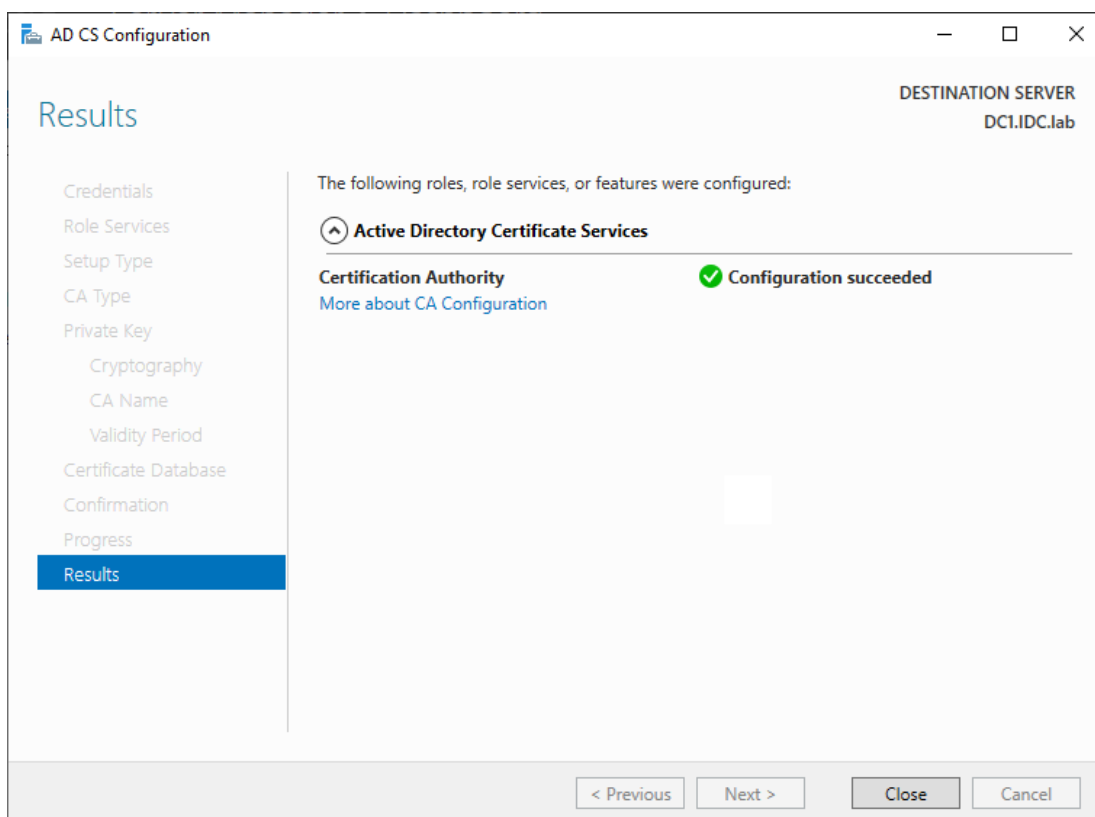 AD CS Configuration
DESTINATION SERVER
DC1.IDC.lab
Results
Credentials
Role Services
Setup Type
CA Type
Private Key
Cryptography
CA Name
Validity Period
Certificate Database
Confirmation
Progress
Results
The following roles, role services, or features were configured:
Active Directory Certificate Services
Certification Authority Configuration succeeded
More about CA Configuration
< Previous Next > Close Cancel